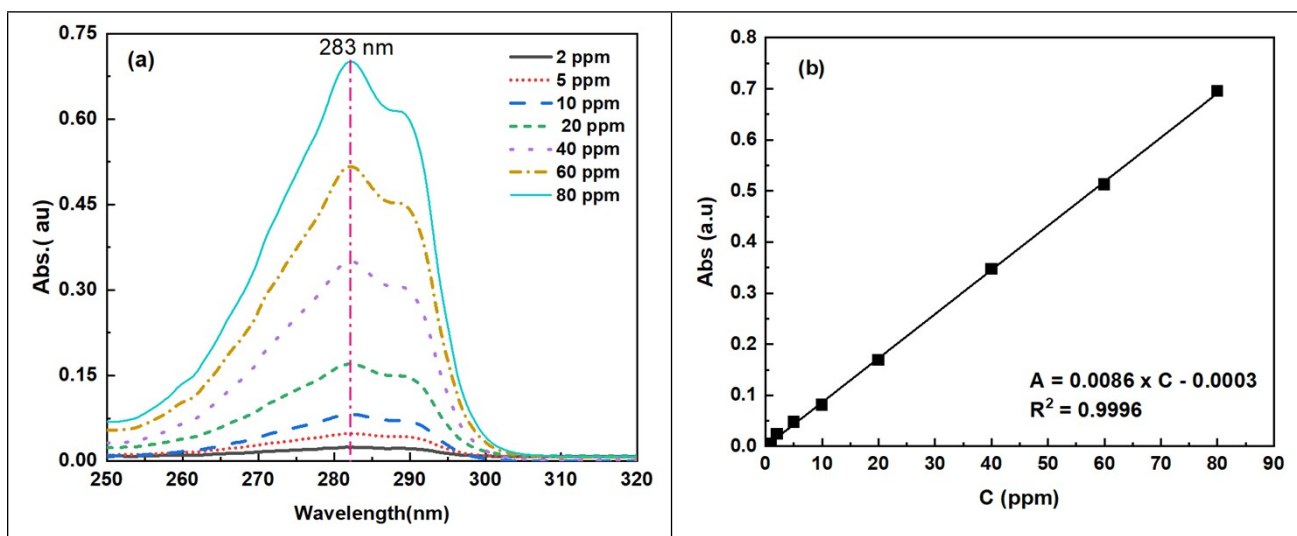 (a)
283 nm
2 ppm
5 ppm
10 ppm
20 ppm
40 ppm
60 ppm
80 ppm
0.75
0.60
0.45
0.30
0.15
0.00
Abs.( au)
250 260 270 280 290 300 310 320
Wavelength(nm)
(b)
0.8
0.7
0.6
0.5
0.4
0.3
0.2
0.1
0.0
Abs (a.u)
A = 0.0086 x C - 0.0003
R² = 0.9996
0 10 20 30 40 50 60 70 80 90
C (ppm)